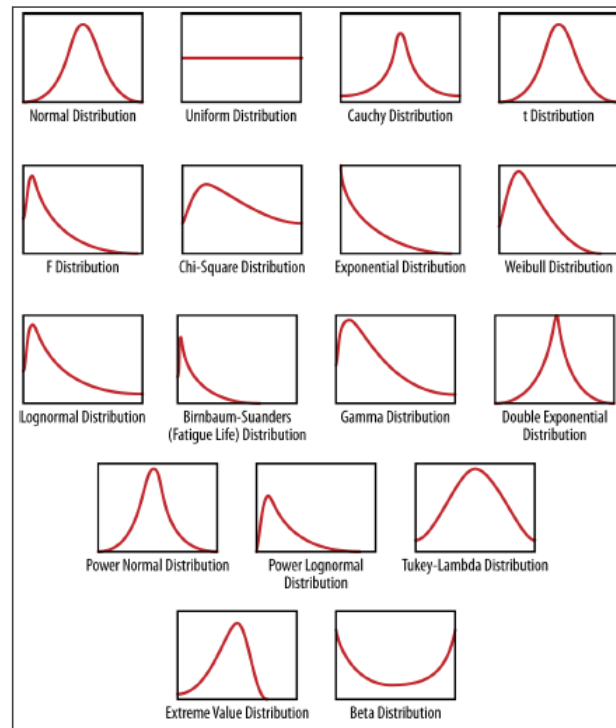 Normal Distribution
Uniform Distribution
Cauchy Distribution
t Distribution
F Distribution
Chi-Square Distribution
Exponential Distribution
Weibull Distribution
Lognormal Distribution
Birnbaum-Suanders
(Fatigue Life) Distribution
Gamma Distribution
Double Exponential
Distribution
Power Normal Distribution
Power Lognormal
Distribution
Tukey-Lambda Distribution
Extreme Value Distribution
Beta Distribution